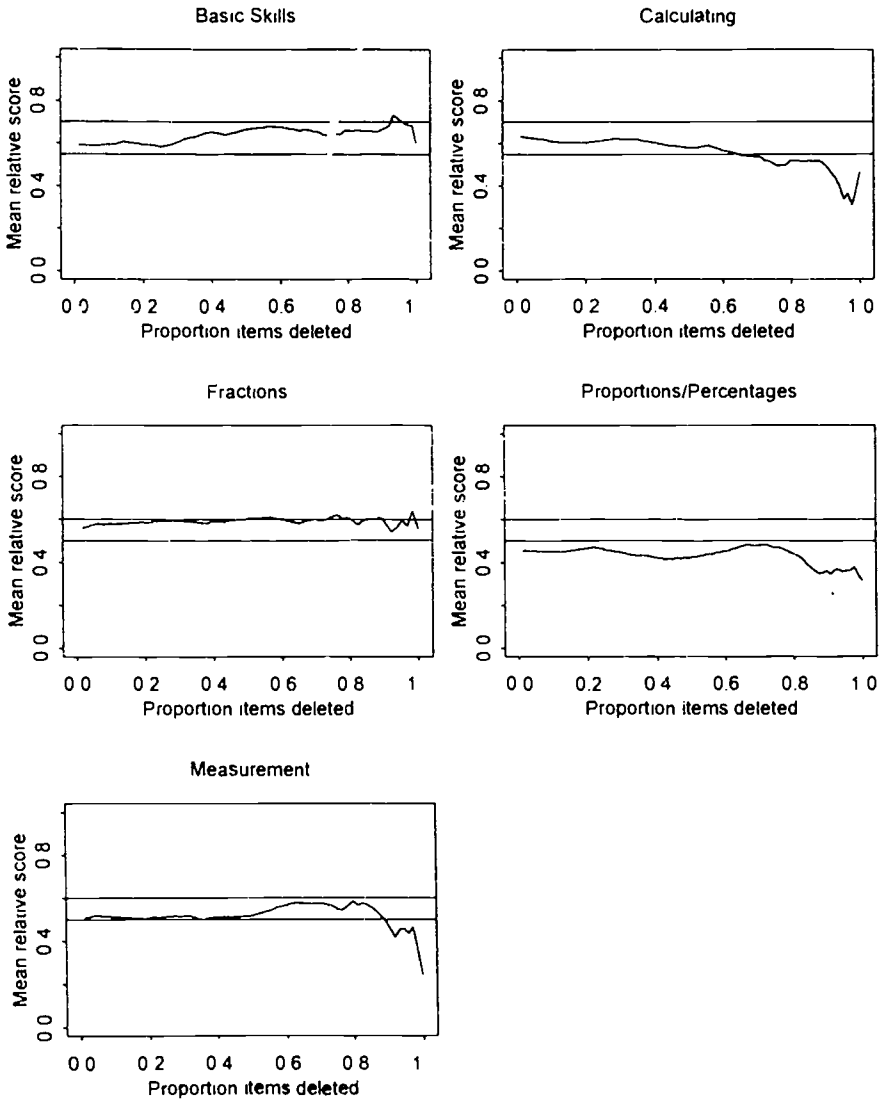 Basic Skills
Mean relative score
0 8
0 4
0 0
0 0 0 2 0 4 0 6 0 8 1
Proportion items deleted
Calculating
Mean relative score
0 8
0 4
0 0
0 0 0 2 0 4 0 6 0 8 1 0
Proportion items deleted
Fractions
Mean relative score
0 8
0 4
0 0
0 0 0 2 0 4 0 6 0 8 1
Proportion items deleted
Proportions/Percentages
Mean relative score
0 8
0 4
0 0
0 0 0 2 0 4 0 6 0 8 1 0
Proportion items deleted
Measurement
Mean relative score
0 8
0 4
0 0
0 0 0 2 0 4 0 6 0 8 1
Proportion items deleted